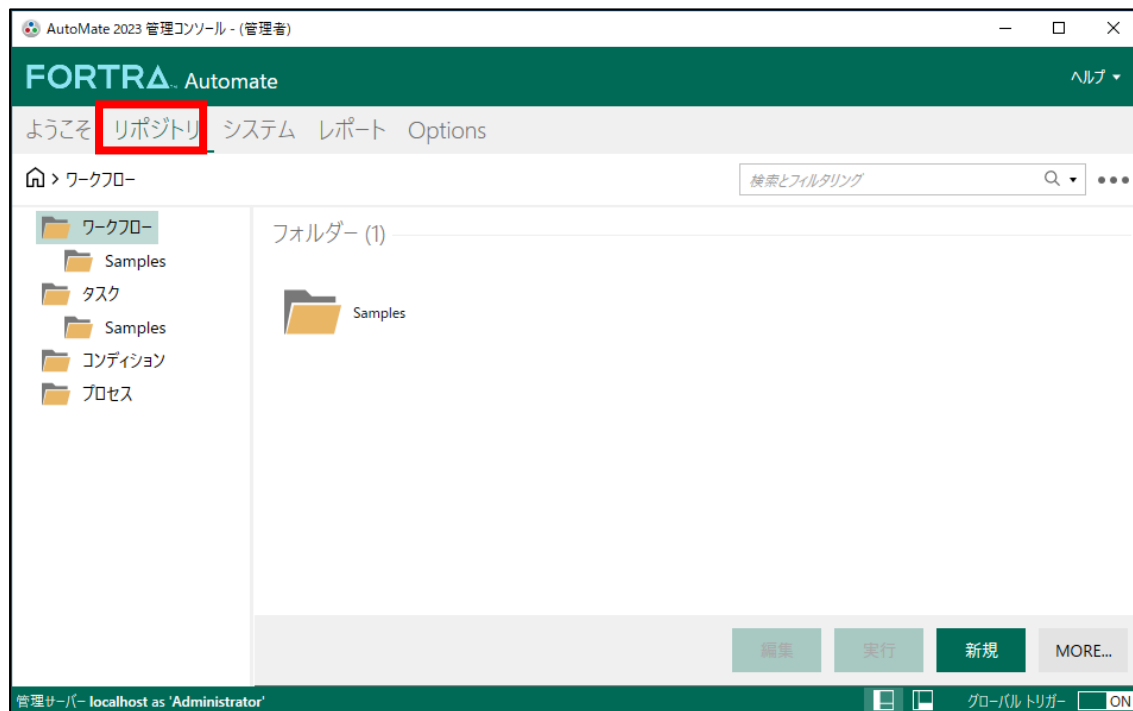 AutoMate 2023 管理コンソール - (管理者)
FORTRA™ Automate
ヘルプ
ようこそ リポジトリ システム レポート Options
> ワークフロー
検索とフィルタリング
ワークフロー
Samples
タスク
Samples
コンディション
プロセス
フォルダー (1)
Samples
編集 実行 新規 MORE...
管理サーバー localhost as 'Administrator'
グローバル トリガー ON